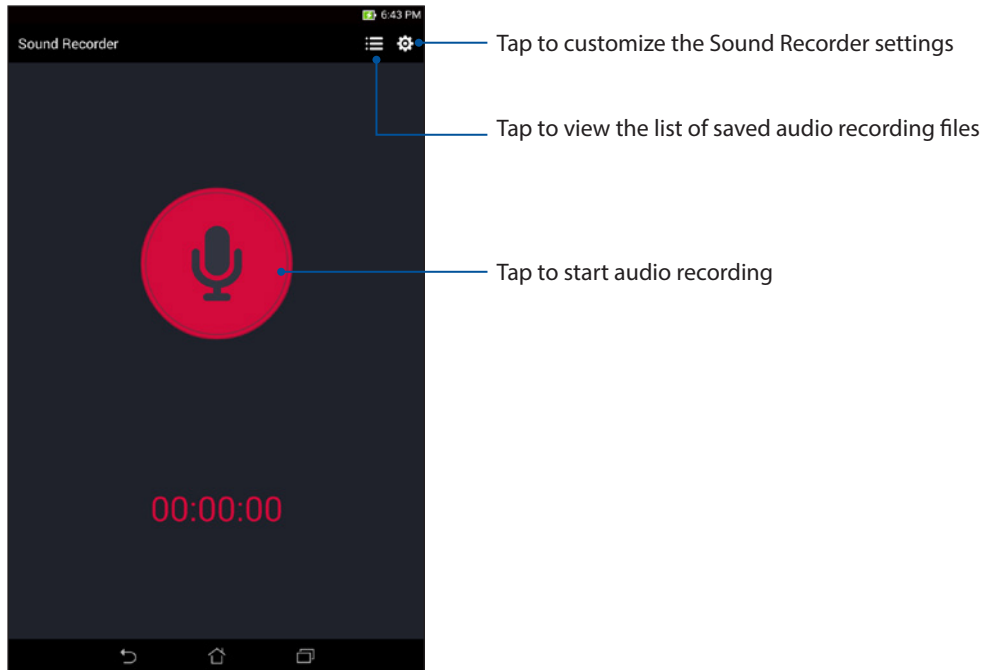 6:43 PM
Sound Recorder
Tap to customize the Sound Recorder settings
Tap to view the list of saved audio recording files
Tap to start audio recording
00:00:00